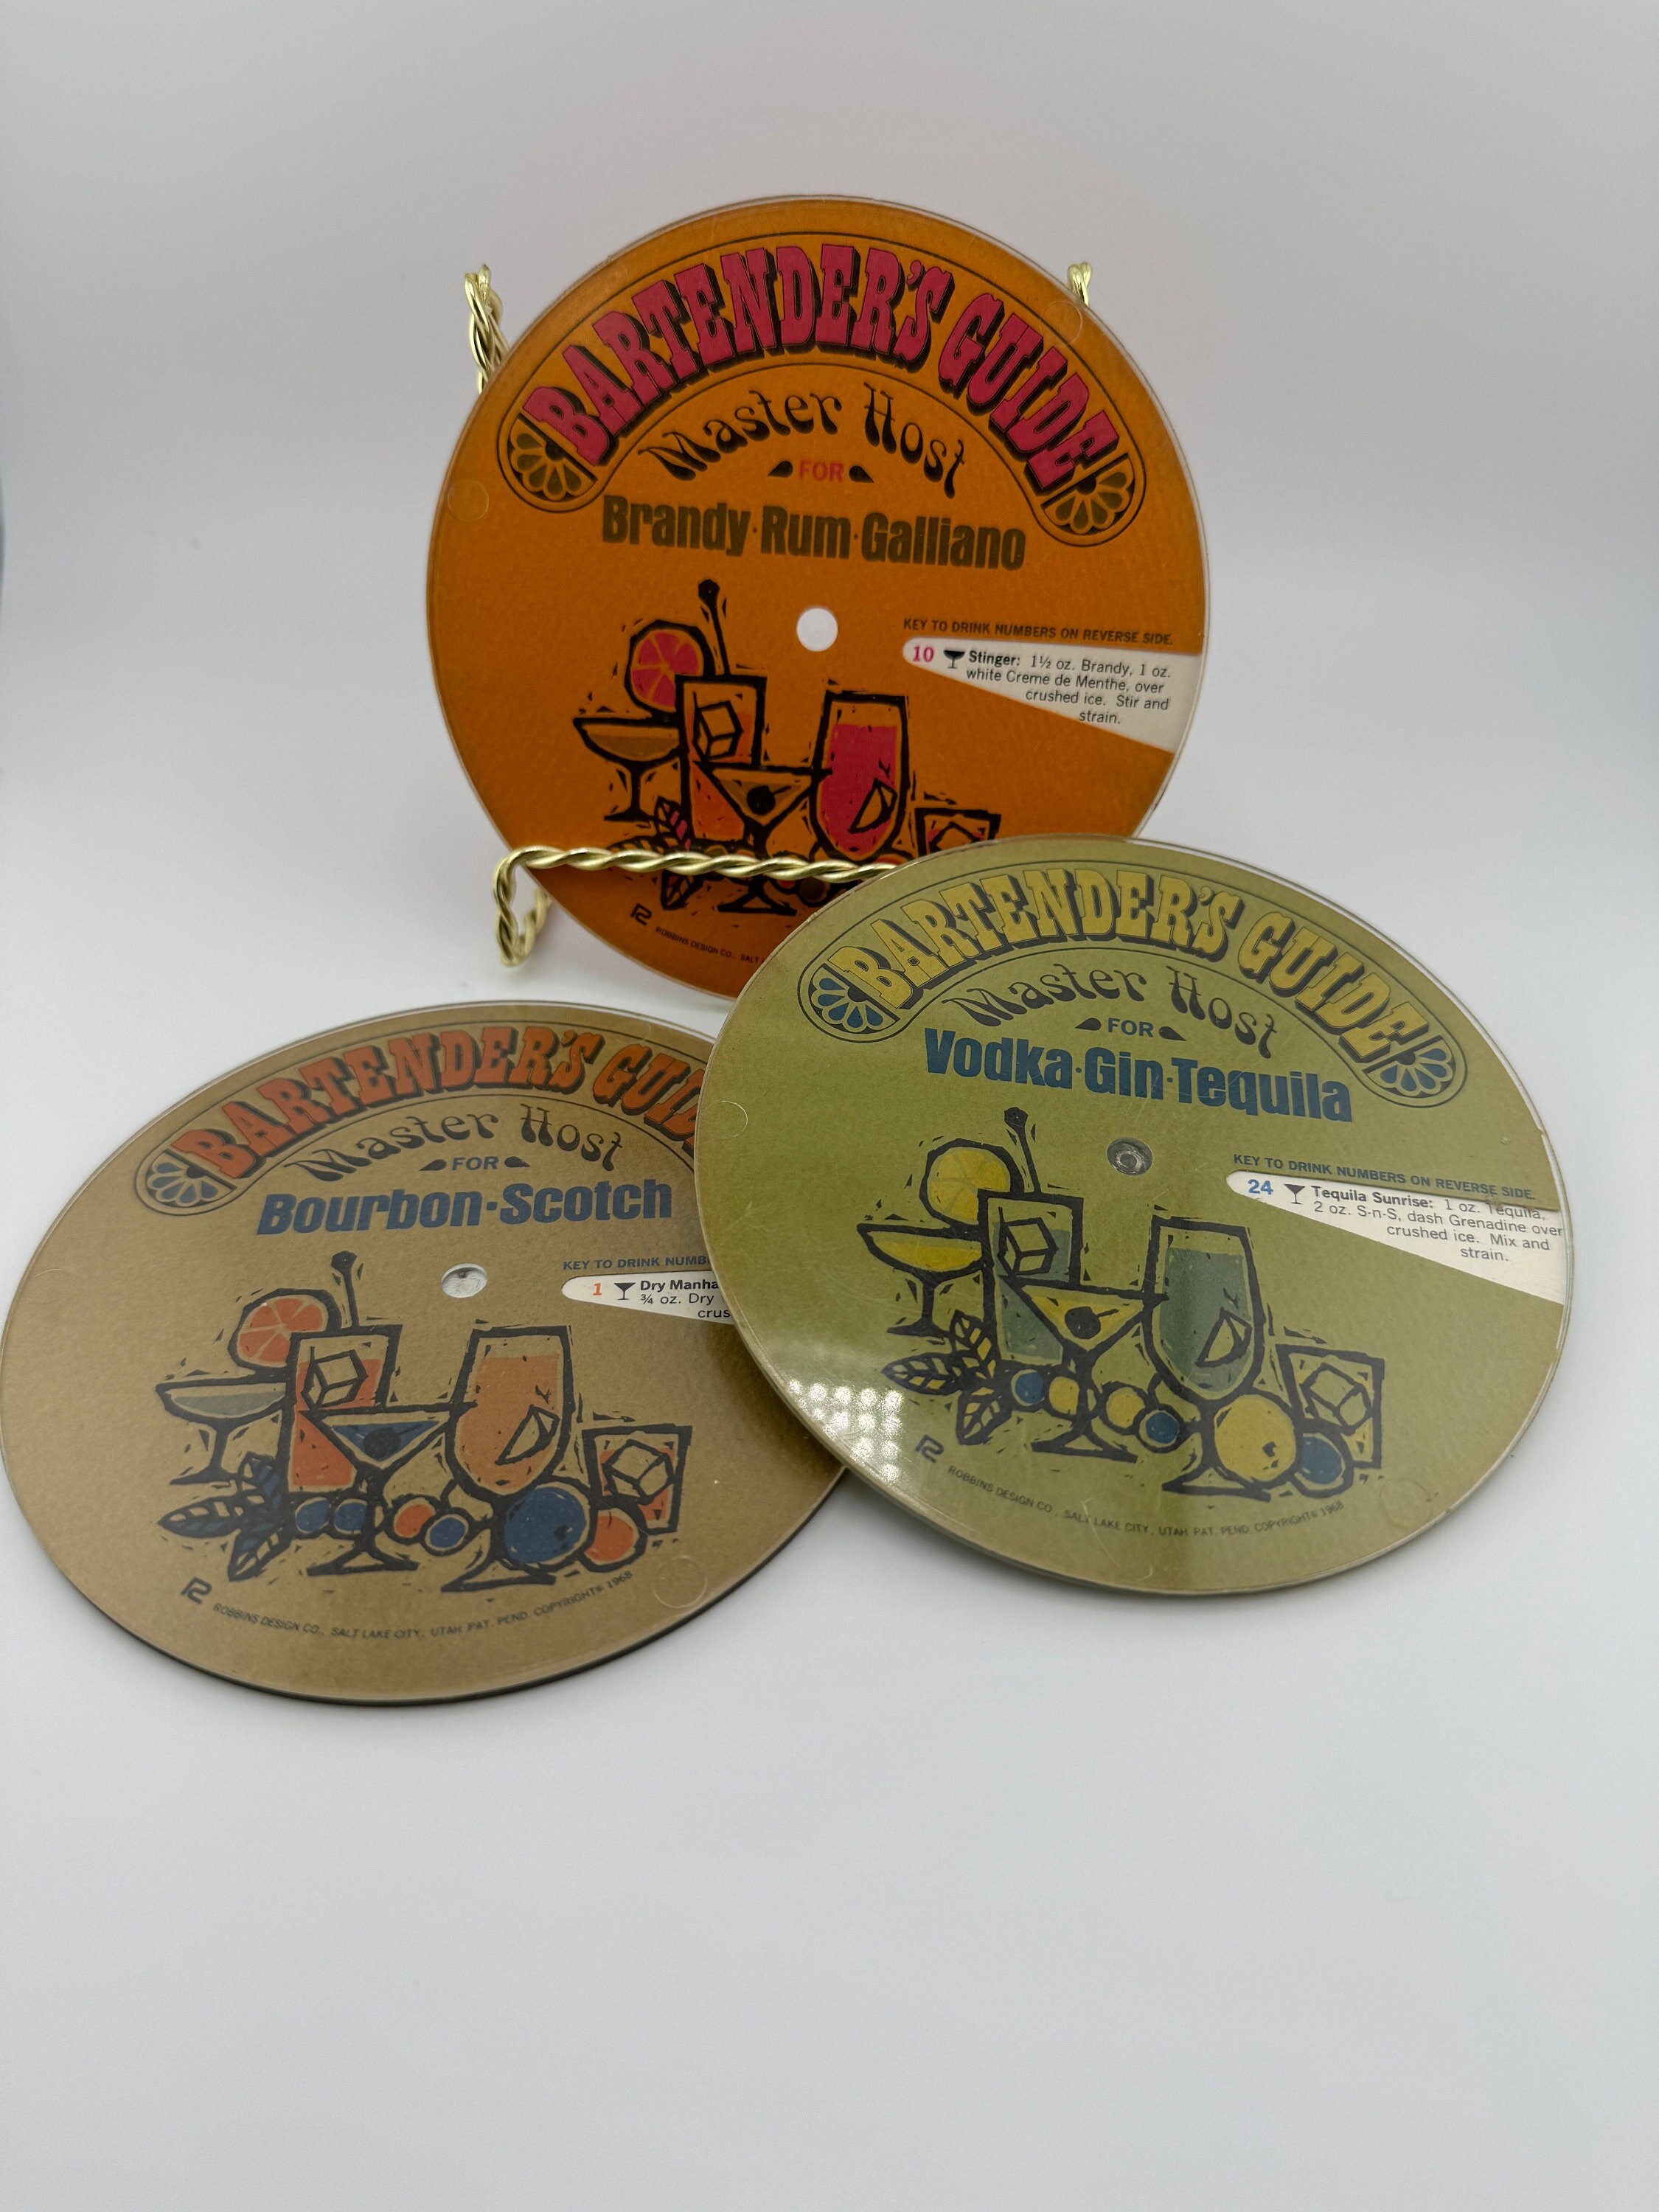 BARTENDER'S GUIDE
Master Host
FOR
Brandy·Rum·Galliano
KEY TO DRINK NUMBERS ON REVERSE SIDE.
10 Stinger: 1½ oz. Brandy, 1 oz.
white Creme de Menthe, over
crushed ice. Stir and
strain.
ROBBINS DESIGN CO., SALT
BARTENDER'S GUIDE
Master Host
FOR
Vodka·Gin·Tequila
KEY TO DRINK NUMBERS ON REVERSE SIDE.
24 Tequila Sunrise: 1 oz. Tequila,
2 oz. S-n-S, dash Grenadine over
crushed ice. Mix and
strain.
ROBBINS DESIGN CO., SALT LAKE CITY, UTAH PAT. PEND. COPYRIGHT© 1968
BARTENDER'S GUI
Master Host
FOR
Bourbon·Scotch
KEY TO DRINK NUMB
1 Dry Manha
¾ oz. Dry
crus
ROBBINS DESIGN CO., SALT LAKE CITY, UTAH PAT. PEND. COPYRIGHT© 1968